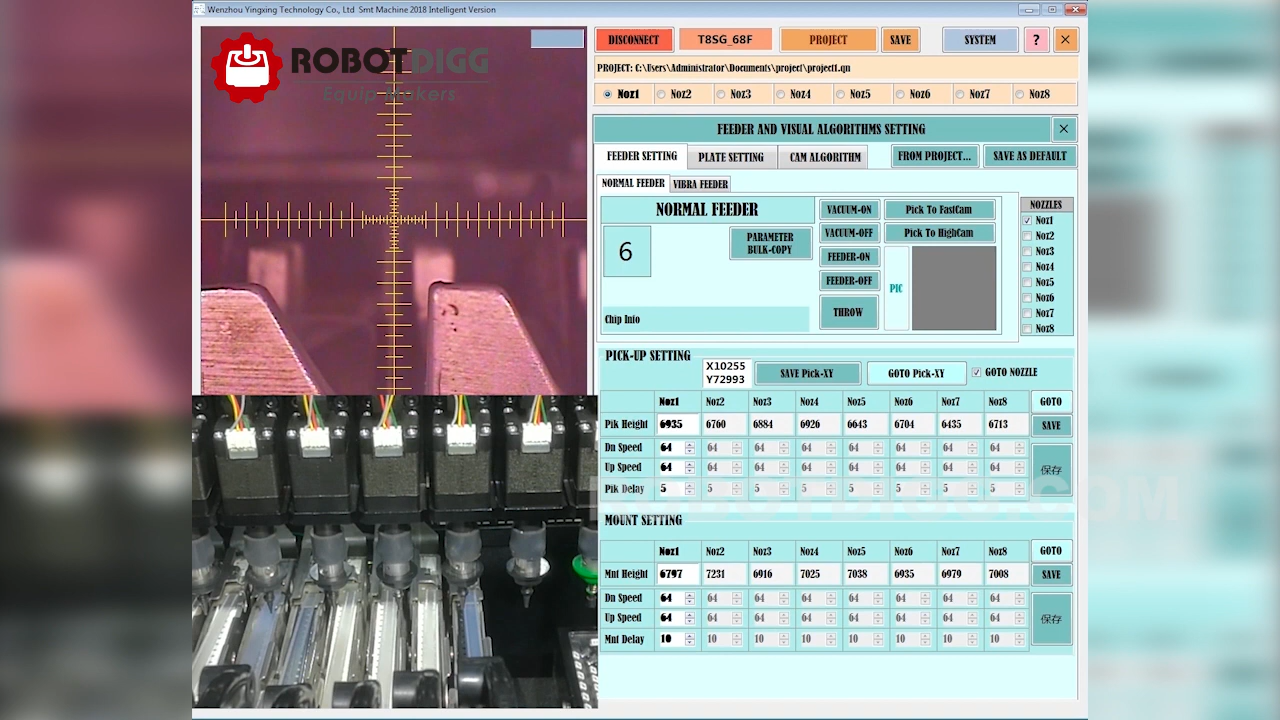 Wenzhou Yingxing Technology Co., Ltd Smt Machine 2018 Intelligent Version
ROBOTDIGG
Equip Makers
DISCONNECT T8SG_68F PROJECT SAVE SYSTEM ? ×
PROJECT: C:\Users\Administrator\Documents\project\project1.qn
Noz1 Noz2 Noz3 Noz4 Noz5 Noz6 Noz7 Noz8
FEEDER AND VISUAL ALGORITHMS SETTING ×
FEEDER SETTING PLATE SETTING CAM ALGORITHM FROM PROJECT... SAVE AS DEFAULT
NORMAL FEEDER VIBRA FEEDER
NORMAL FEEDER
6
PARAMETER
BULK-COPY
Chip Info
VACUUM-ON
VACUUM-OFF
FEEDER-ON
FEEDER-OFF
THROW
Pick To FastCam
Pick To HighCam
PIC
NOZZLES
Noz1
Noz2
Noz3
Noz4
Noz5
Noz6
Noz7
Noz8
PICK-UP SETTING
X10255
Y72993
SAVE Pick-XY GOTO Pick-XY GOTO NOZZLE
Noz1 Noz2 Noz3 Noz4 Noz5 Noz6 Noz7 Noz8 GOTO
Pik Height 6935 6760 6884 6926 6643 6704 6435 6713 SAVE
Dn Speed 64 64 64 64 64 64 64 64
Up Speed 64 64 64 64 64 64 64 64
保存
Pik Delay 5 5 5 5 5 5 5 5
MOUNT SETTING
Noz1 Noz2 Noz3 Noz4 Noz5 Noz6 Noz7 Noz8 GOTO
Mnt Height 6797 7231 6916 7025 7038 6935 6979 7008 SAVE
Dn Speed 64 64 64 64 64 64 64 64
Up Speed 64 64 64 64 64 64 64 64
保存
Mnt Delay 10 10 10 10 10 10 10 10